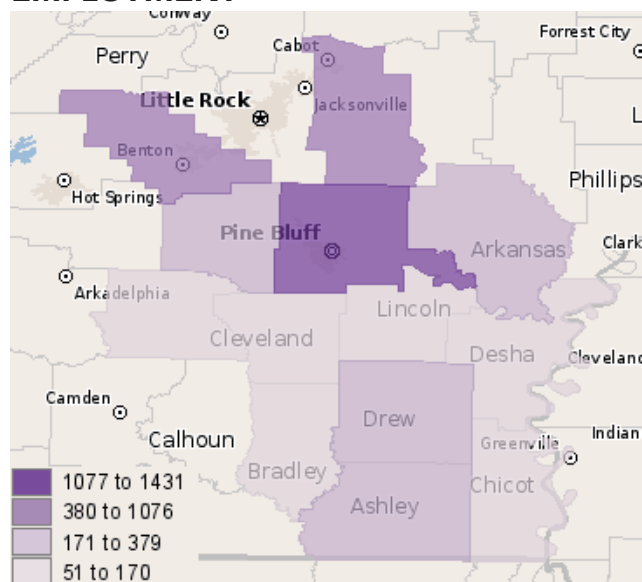 Conway
Perry
Cabot
Forrest City
Little Rock
Jacksonville
Benton
Hot Springs
Phillips
Pine Bluff
Arkansas
Clark
Arkadelphia
Lincoln
Cleveland
Desha
Cleveland
Camden
Drew
Calhoun
Greenville
Indian
Bradley
Chicot
Ashley
1077 to 1431
380 to 1076
171 to 379
51 to 170